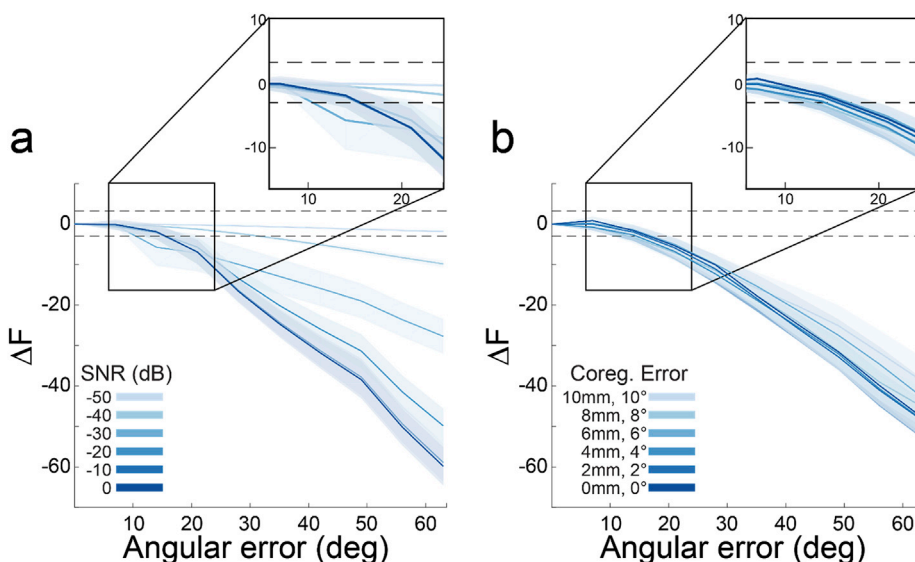 a
0
-10
10
20
b
0
-10
10
20
0
-20
-40
-60
ΔF
SNR (dB)
-50
-40
-30
-20
-10
0
10 20 30 40 50 60
Angular error (deg)
0
-20
-40
-60
ΔF
Coreg. Error
10mm, 10°
8mm, 8°
6mm, 6°
4mm, 4°
2mm, 2°
0mm, 0°
10 20 30 40 50 60
Angular error (deg)